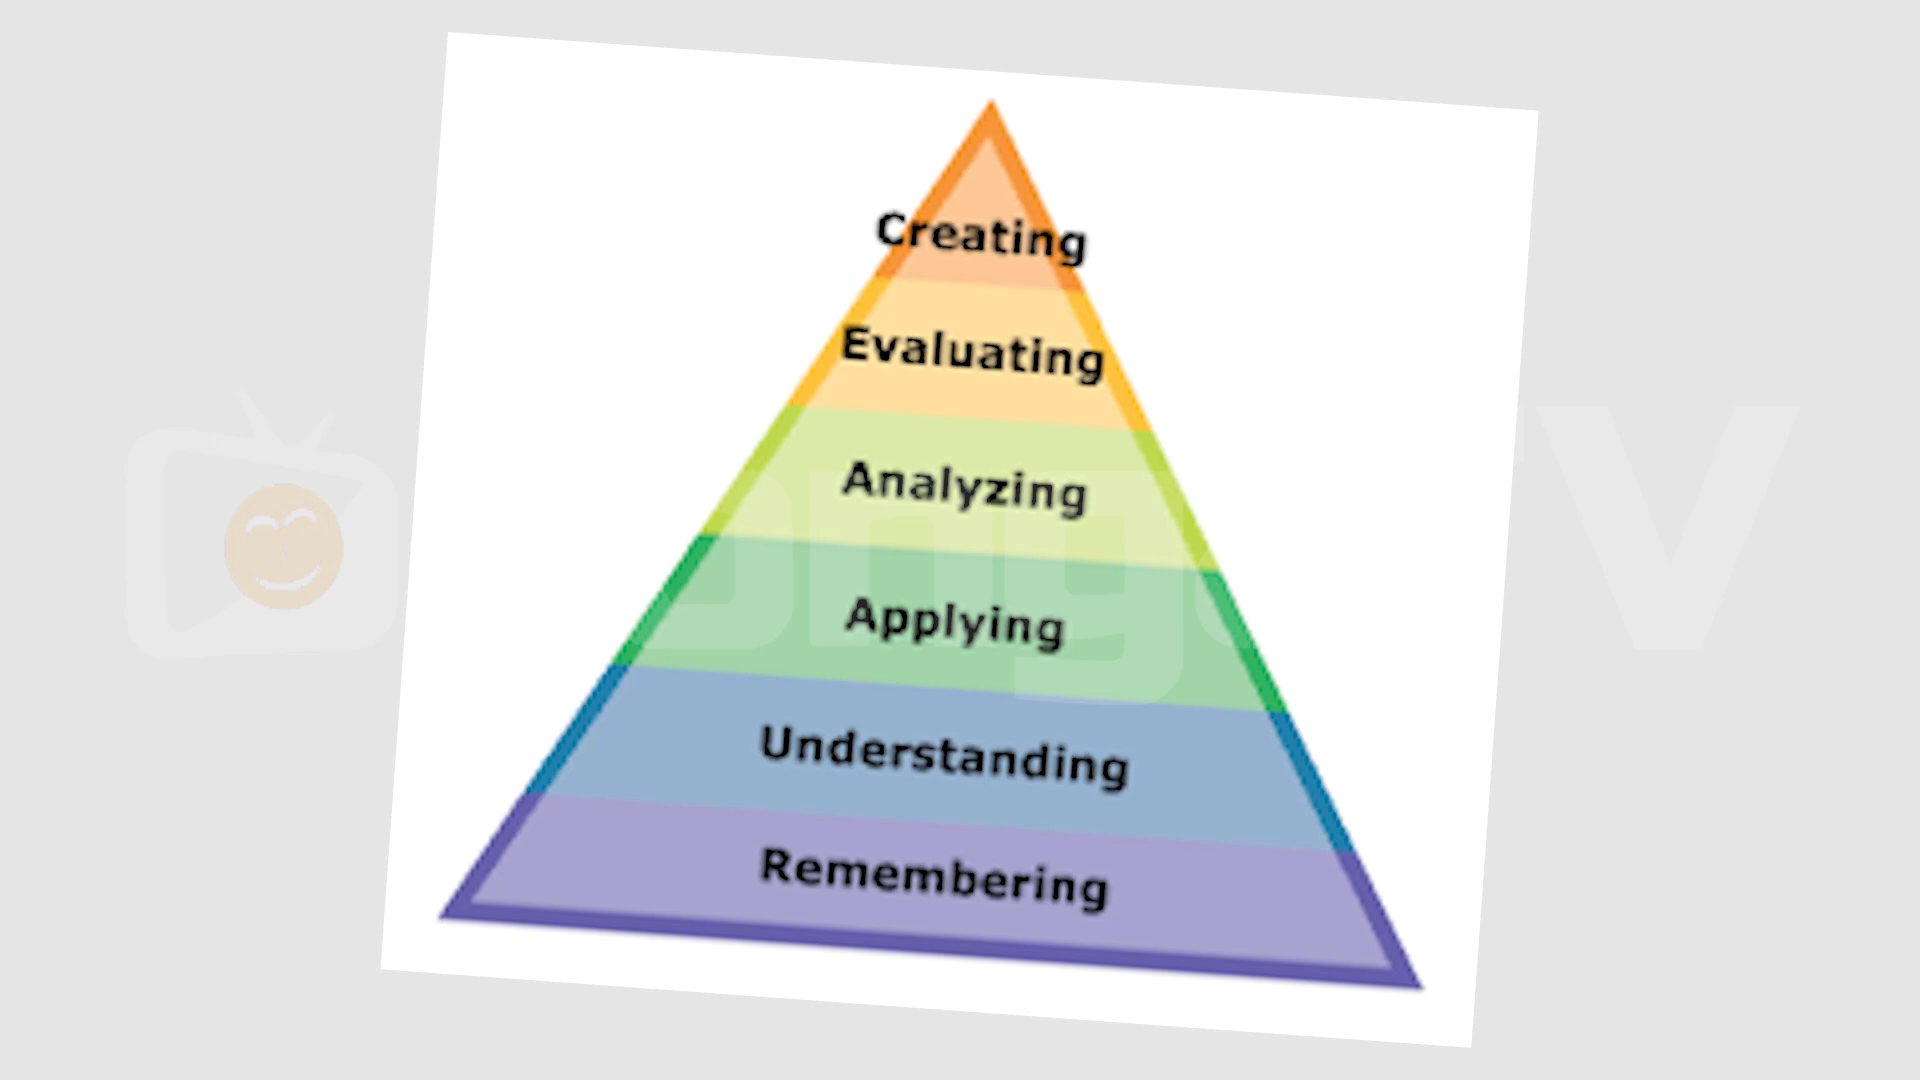 Creating
Evaluating
Analyzing
Applying
Understanding
Remembering